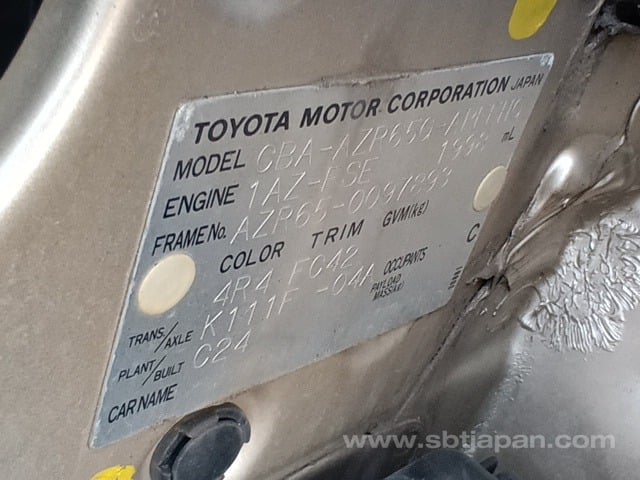 TOYOTA MOTOR CORPORATION JAPAN
MODEL CBA-AZR65G-
ENGINE 1AZ-FSE 1998 mL
FRAME No. AZR65-0097893
COLOR TRIM GVM(kg)
4R4 FC42
TRANS/AXLE K111F -04A OCCUPANTS
PAYLOAD MASS(kg)
PLANT/BUILT C24
CAR NAME
C
www.sbtjapan.com